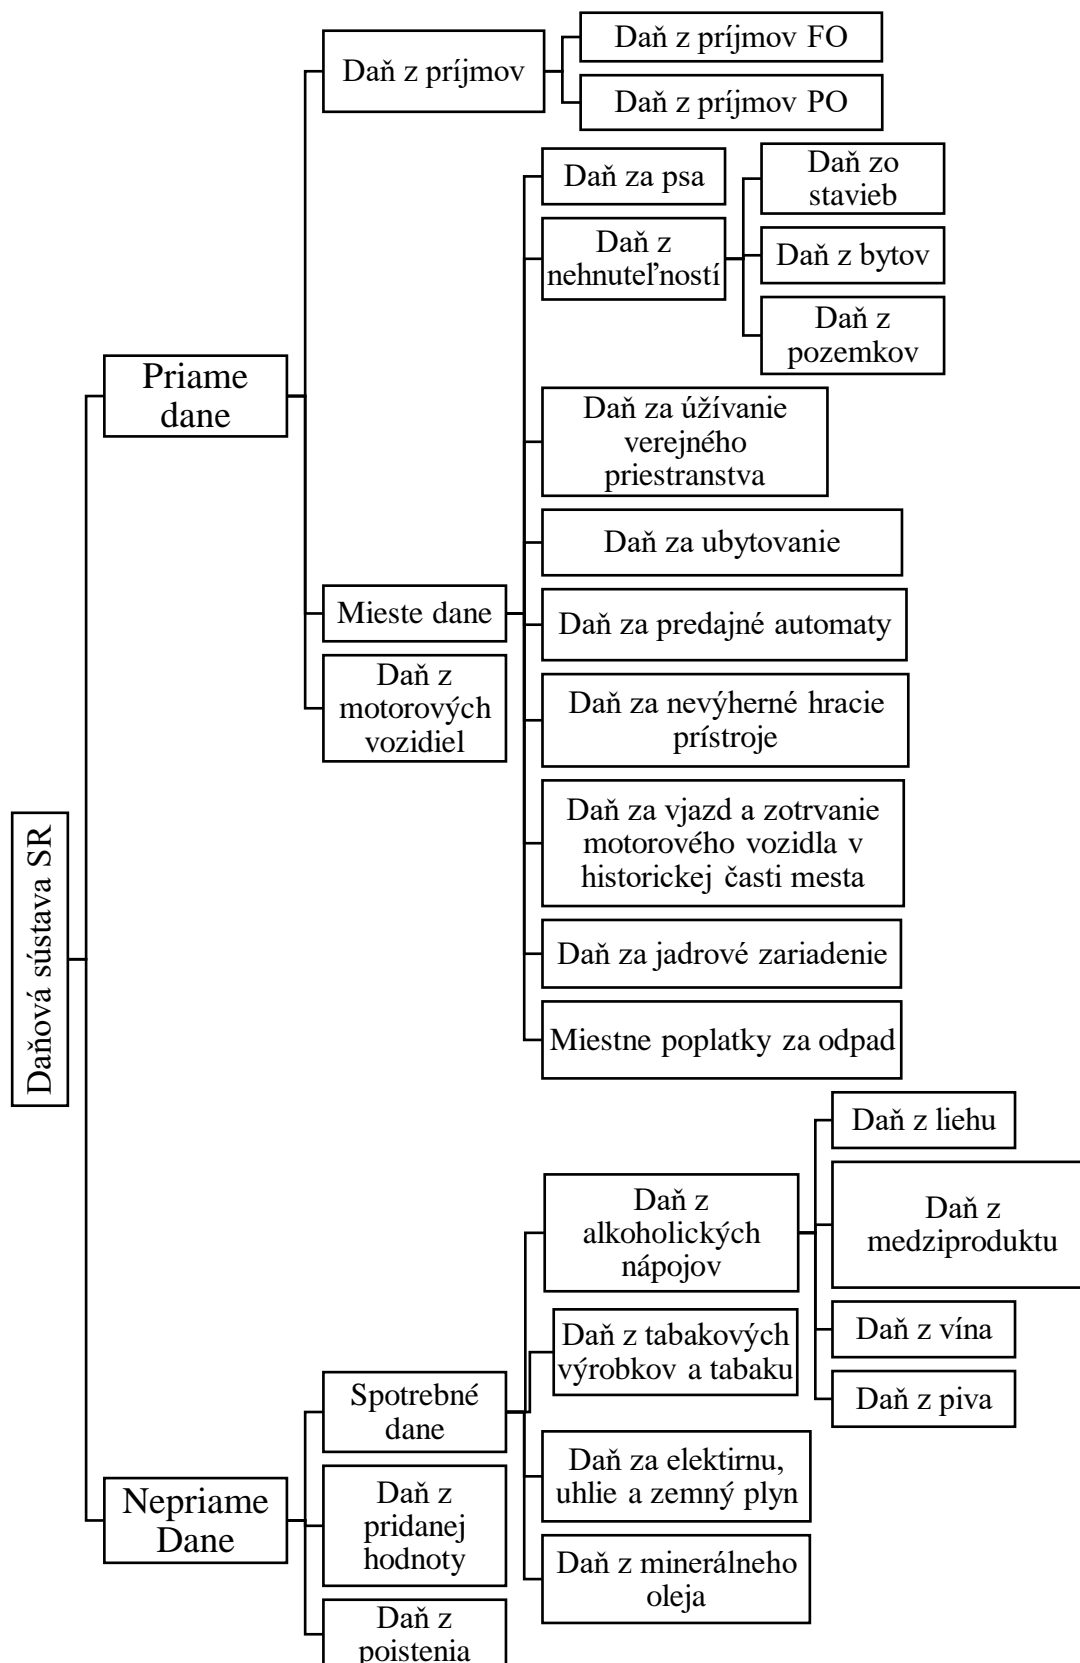 Daňová sústava SR
Priame
dane
Daň z príjmov
Daň z príjmov FO
Daň z príjmov PO
Mieste dane
Daň za psa
Daň z
nehnuteľností
Daň zo
stavieb
Daň z bytov
Daň z
pozemkov
Daň za úžívanie
verejného
priestranstva
Daň za ubytovanie
Daň za predajné automaty
Daň za nevýherné hracie
prístroje
Daň za vjazd a zotrvanie
motorového vozidla v
historickej časti mesta
Daň za jadrové zariadenie
Miestne poplatky za odpad
Daň z
motorových
vozidiel
Nepriame
Dane
Spotrebné
dane
Daň z
alkoholických
nápojov
Daň z liehu
Daň z
medziproduktu
Daň z vína
Daň z piva
Daň z tabakových
výrobkov a tabaku
Daň za elektirnu,
uhlie a zemný plyn
Daň z minerálneho
oleja
Daň z
pridanej
hodnoty
Daň z
poistenia